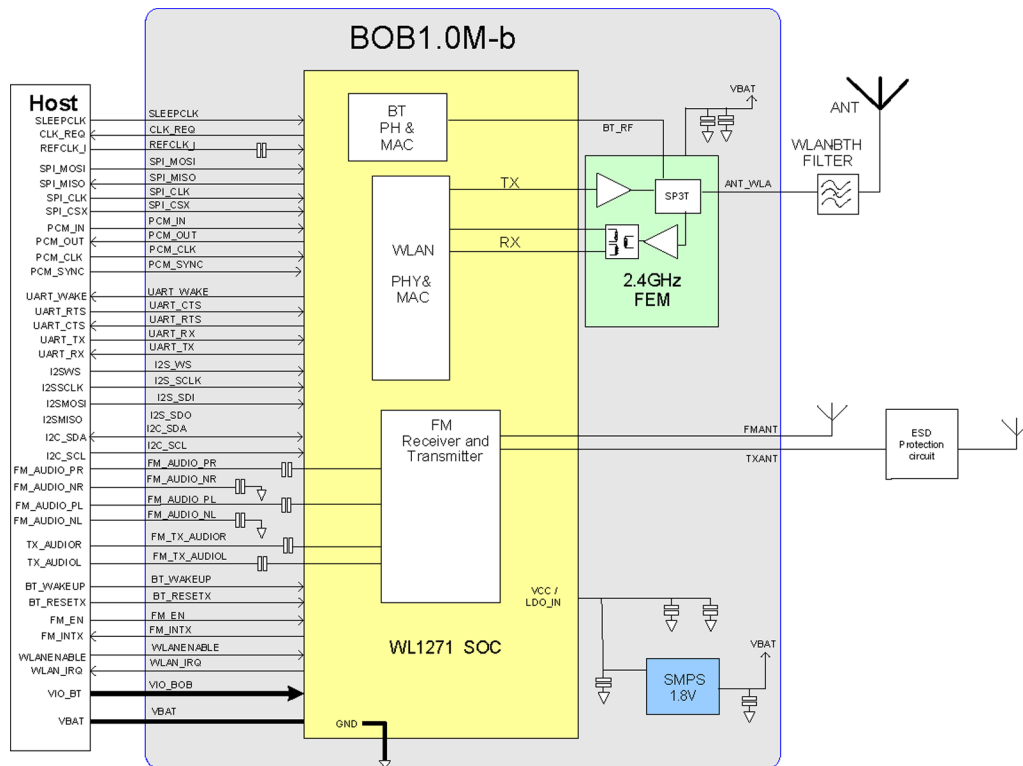 BOB1.0M-b
Host
SLEEPCLK
CLK_REQ
REFCLK_I
SPI_MOSI
SPI_MISO
SPI_CLK
SPI_CSX
PCM_IN
PCM_OUT
PCM_CLK
PCM_SYNC
UART_WAKE
UART_RTS
UART_CTS
UART_TX
UART_RX
I2SWS
I2SSCLK
I2SMOSI
I2SMISO
I2C_SDA
I2C_SCL
FM_AUDIO_PR
FM_AUDIO_NR
FM_AUDIO_PL
FM_AUDIO_NL
TX_AUDIOR
TX_AUDIOL
BT_WAKEUP
BT_RESETX
FM_EN
FM_INTX
WLANENABLE
WLAN_IRQ
VIO_BT
VBAT
SLEEPCLK
CLK_REQ
REFCLK_I
SPI_MOSI
SPI_MISO
SPI_CLK
SPI_CSX
PCM_IN
PCM_OUT
PCM_CLK
PCM_SYNC
UART_WAKE
UART_CTS
UART_RTS
UART_RX
UART_TX
I2S_WS
I2S_SCLK
I2S_SDI
I2S_SDO
I2C_SDA
I2C_SCL
FM_AUDIO_PR
FM_AUDIO_NR
FM_AUDIO_PL
FM_AUDIO_NL
FM_TX_AUDIOR
FM_TX_AUDIOL
BT_WAKEUP
BT_RESETX
FM_EN
FM_INTX
WLANENABLE
WLAN_IRQ
VIO_BOB
VBAT
BT
PH &
MAC
WLAN
PHY&
MAC
FM
Receiver and
Transmitter
WL1271 SOC
GND
VCC /
LDO_IN
TX
RX
BT_RF
VBAT
SP3T
2.4GHz
FEM
ANT_WLA
WLANBTH
FILTER
ANT
FMANT
TXANT
ESD
Protection
circuit
VBAT
SMPS
1.8V